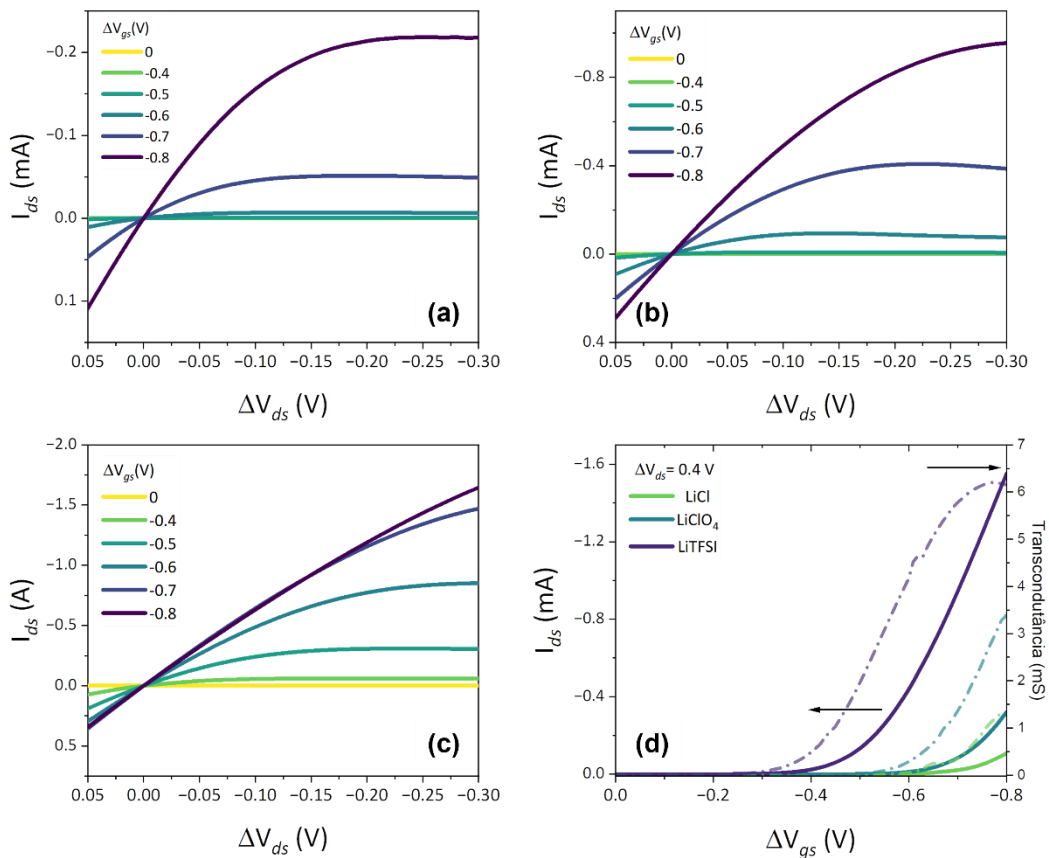 ΔVgs(V)
0
-0.4
-0.5
-0.6
-0.7
-0.8
−0.2
−0.1
0.0
0.1
Ids (mA)
(a)
0.05 0.00 −0.05 −0.10 −0.15 −0.20 −0.25 −0.30
ΔVds (V)
ΔVgs(V)
0
-0.4
-0.5
-0.6
-0.7
-0.8
−0.8
−0.4
0.0
0.4
Ids (mA)
(b)
0.05 0.00 −0.05 −0.10 −0.15 −0.20 −0.25 −0.30
ΔVds (V)
ΔVgs(V)
0
-0.4
-0.5
-0.6
-0.7
-0.8
−2.0
−1.5
−1.0
−0.5
0.0
0.5
Ids (A)
(c)
0.05 0.00 −0.05 −0.10 −0.15 −0.20 −0.25 −0.30
ΔVds (V)
ΔVds= 0.4 V
LiCl
LiClO4
LiTFSI
−1.6
−1.2
−0.8
−0.4
0.0
Ids (mA)
7
6
5
4
3
2
1
0
Transcondutância (mS)
(d)
0.0 −0.2 −0.4 −0.6 −0.8
ΔVgs (V)